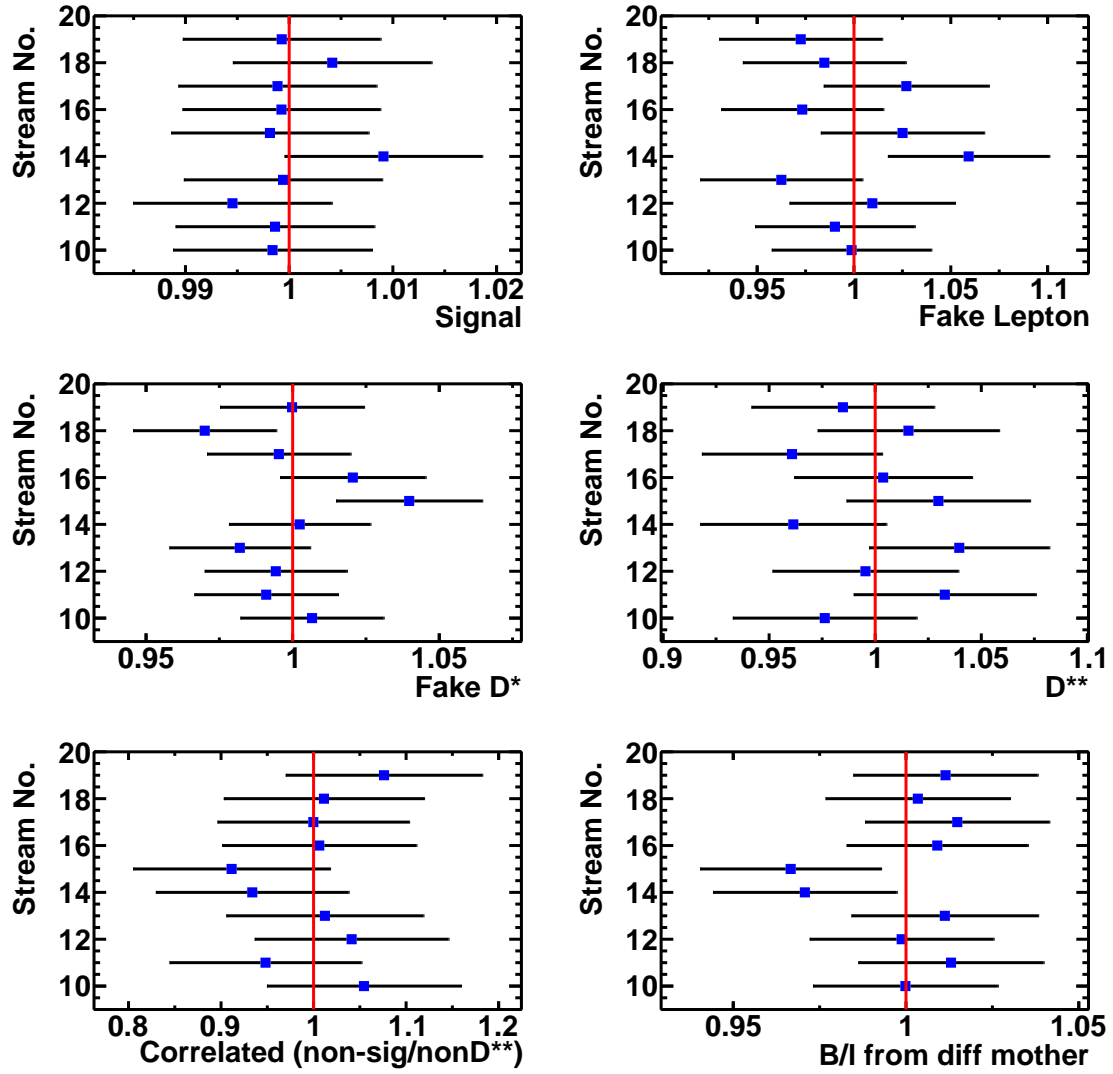 20
18
16
14
12
10
Stream No.
0.99 1 1.01 1.02
Signal
20
18
16
14
12
10
Stream No.
0.95 1 1.05 1.1
Fake Lepton
20
18
16
14
12
10
Stream No.
0.95 1 1.05
Fake D*
20
18
16
14
12
10
Stream No.
0.9 0.95 1 1.05 1.1
D**
20
18
16
14
12
10
Stream No.
0.8 0.9 1 1.1 1.2
Correlated (non-sig/nonD**)
20
18
16
14
12
10
Stream No.
0.95 1 1.05
B/l from diff mother